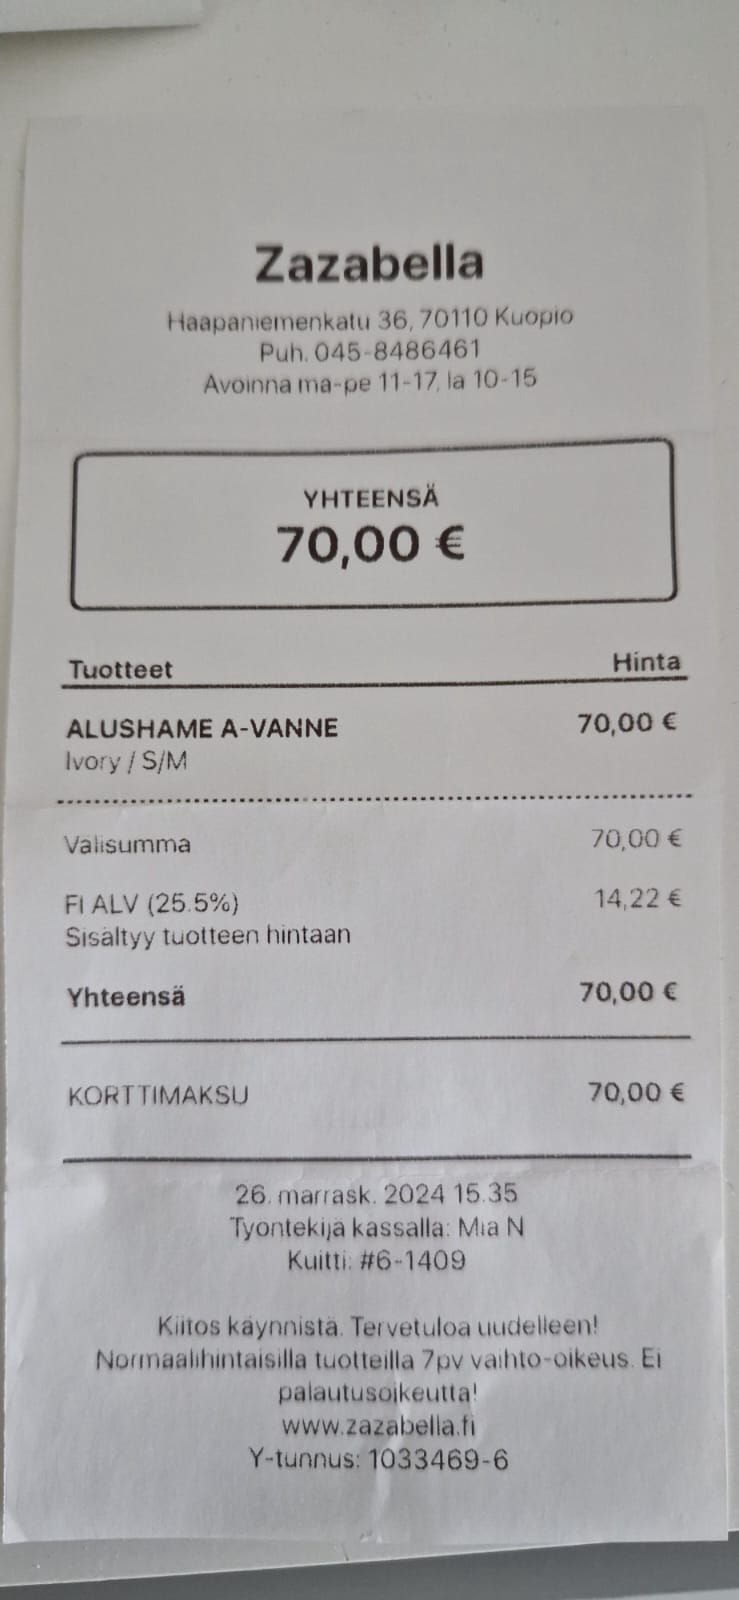 Zazabella
Haapaniemenkatu 36, 70110 Kuopio
Puh. 045-8486461
Avoinna ma-pe 11-17, la 10-15
YHTEENSÄ
70,00 €
Tuotteet Hinta
ALUSHAME A-VANNE 70,00 €
Ivory / S/M
Välisumma 70,00 €
FI ALV (25.5%) 14,22 €
Sisältyy tuotteen hintaan
Yhteensä 70,00 €
KORTTIMAKSU 70,00 €
26. marrask. 2024 15.35
Työntekijä kassalla: Mia N
Kuitti: #6-1409
Kiitos käynnistä. Tervetuloa uudelleen!
Normaalihintaisilla tuotteilla 7pv vaihto-oikeus. Ei
palautusoikeutta!
www.zazabella.fi
Y-tunnus: 1033469-6